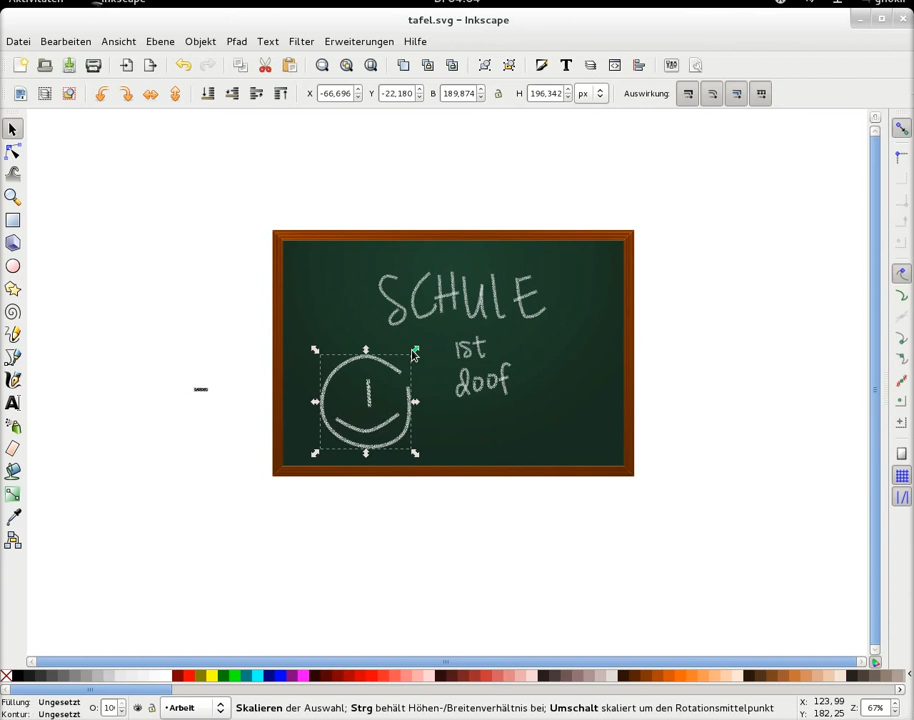 tafel.svg – Inkscape
Datei Bearbeiten Ansicht Ebene Objekt Pfad Text Filter Erweiterungen Hilfe
X -66,696 Y -22,180 B 189,874 H 196,342 px Auswirkung:
SCHULE
ist
doof
Füllung: Ungesetzt
Kontur: Ungesetzt
O: 10
•Arbeit
Skalieren der Auswahl; Strg behält Höhen-/Breitenverhältnis bei; Umschalt skaliert um den Rotationsmittelpunkt
X: 123,99
Y: 182,25
Z: 67%